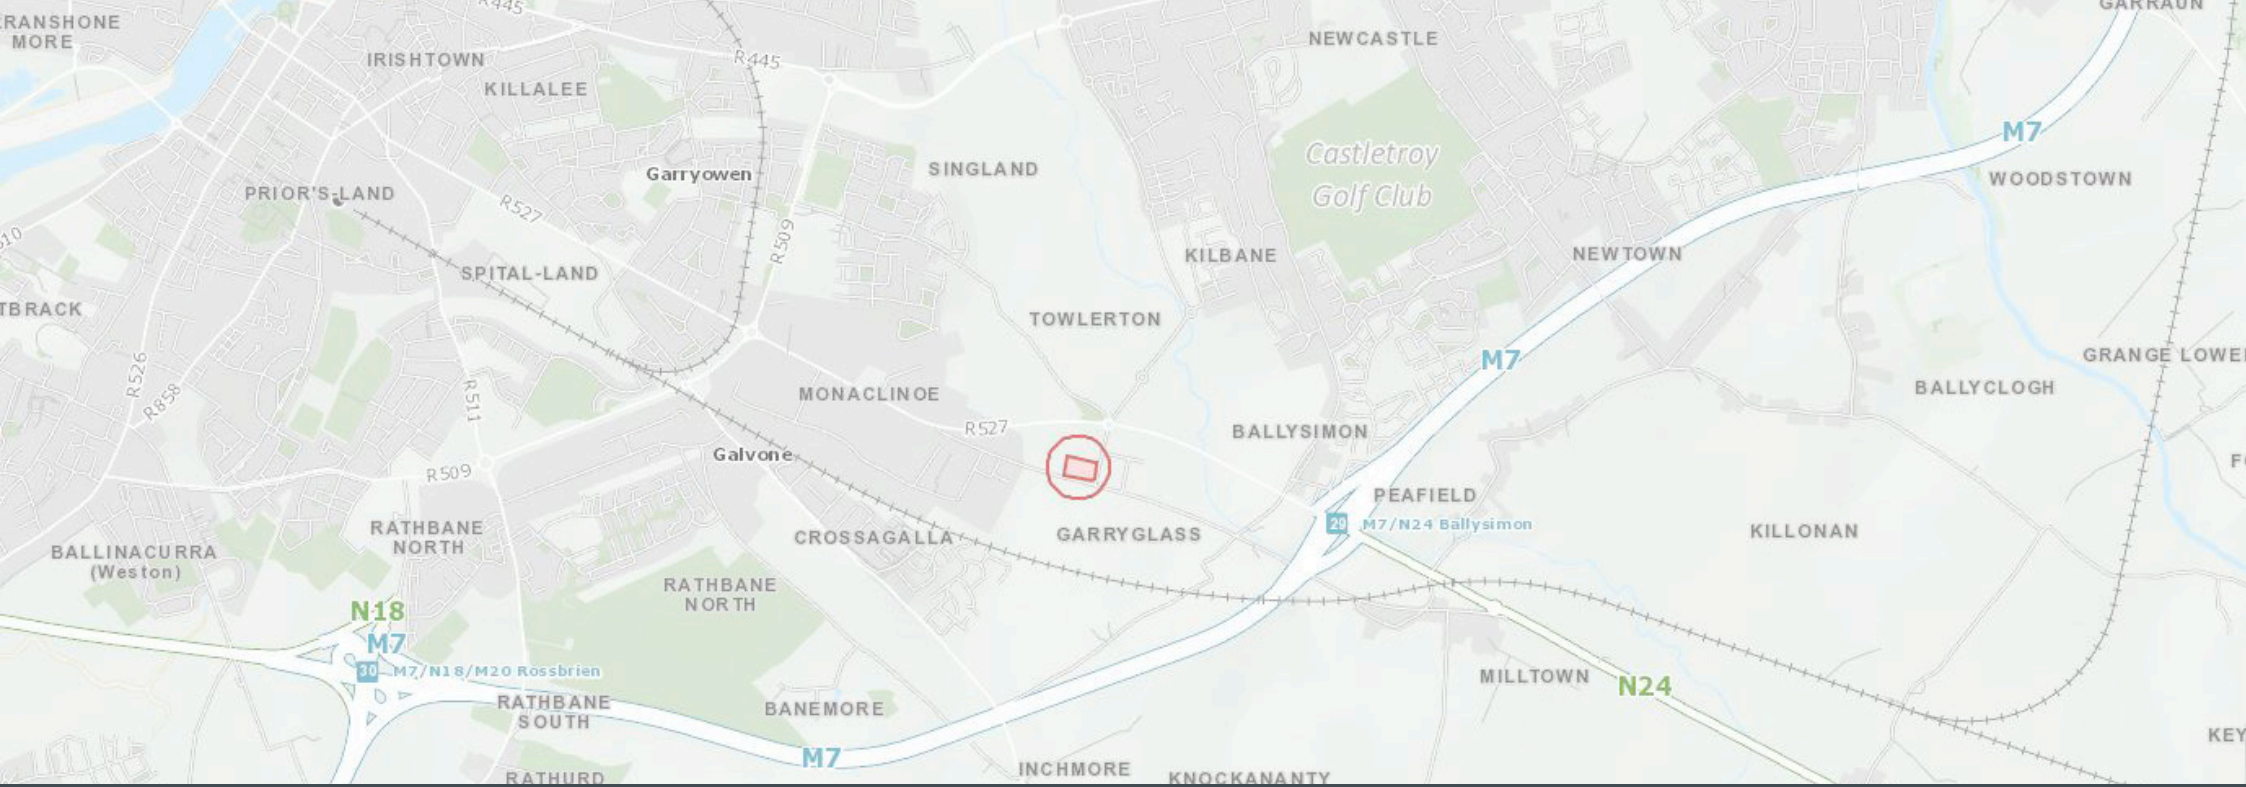 RANSHONE
MORE
R445
GARRAUN
IRISHTOWN
KILLALEE
R445
NEWCASTLE
M7
Castletroy
Golf Club
Garryowen
SINGLAND
WOODSTOWN
PRIOR'S-LAND
R527
R509
KILBANE
NEWTOWN
SPITAL-LAND
TBRACK
TOWLERTON
R526
R858
R511
MONACLINOE
M7
GRANGE LOWE
BALLYCLOGH
R527
BALLYSIMON
Galvone
R509
PEAFIELD
29
M7/N24 Ballysimon
RATHBANE
NORTH
CROSSAGALLA
GARRYGLASS
KILLONAN
BALLINACURRA
(Weston)
RATHBANE
NORTH
N18
M7
30
M7/N18/M20 Rossbrien
MILLTOWN
N24
RATHBANE
SOUTH
BANEMORE
M7
KEY
RATHURD
INCHMORE
KNOCKANANTY